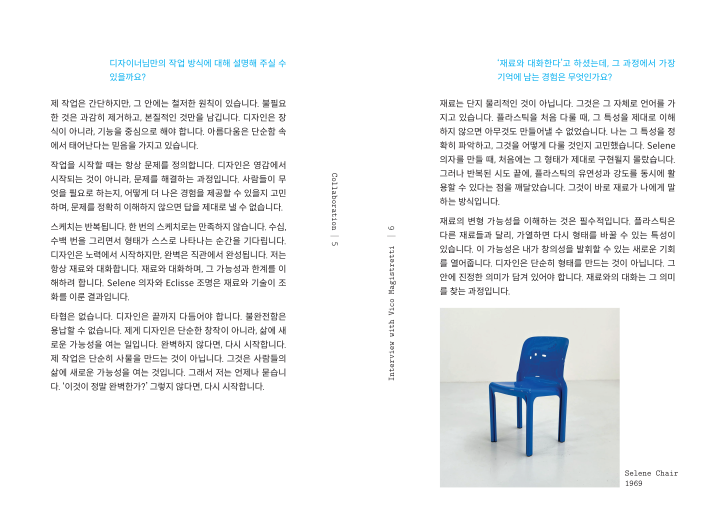 디자이너님만의 작업 방식에 대해 설명해 주실 수
있을까요?
제 작업은 간단하지만, 그 안에는 철저한 원칙이 있습니다. 불필요
한 것은 과감히 제거하고, 본질적인 것만을 남깁니다. 디자인은 장
식이 아니라, 기능을 중심으로 해야 합니다. 아름다움은 단순함 속
에서 태어난다는 믿음을 가지고 있습니다.
작업을 시작할 때는 항상 문제를 정의합니다. 디자인은 영감에서
시작되는 것이 아니라, 문제를 해결하는 과정입니다. 사람들이 무
엇을 필요로 하는지, 어떻게 더 나은 경험을 제공할 수 있을지 고민
하며, 문제를 정확히 이해하지 않으면 답을 제대로 낼 수 없습니다.
스케치는 반복됩니다. 한 번의 스케치로는 만족하지 않습니다. 수십,
수백 번을 그리면서 형태가 스스로 나타나는 순간을 기다립니다.
디자인은 노력에서 시작하지만, 완벽은 직관에서 완성됩니다. 저는
항상 재료와 대화합니다. 재료와 대화하며, 그 가능성과 한계를 이
해하려 합니다. Selene 의자와 Eclisse 조명은 재료와 기술이 조
화를 이룬 결과입니다.
타협은 없습니다. 디자인은 끝까지 다듬어야 합니다. 불완전함은
용납할 수 없습니다. 제게 디자인은 단순한 창작이 아니라, 삶에 새
로운 가능성을 여는 일입니다. 완벽하지 않다면, 다시 시작합니다.
제 작업은 단순히 사물을 만드는 것이 아닙니다. 그것은 사람들의
삶에 새로운 가능성을 여는 것입니다. 그래서 저는 언제나 묻습니
다. '이것이 정말 완벽한가?' 그렇지 않다면, 다시 시작합니다.
Collaboration | 5
Interview with Vico Magistretti | 6
'재료와 대화한다'고 하셨는데, 그 과정에서 가장
기억에 남는 경험은 무엇인가요?
재료는 단지 물리적인 것이 아닙니다. 그것은 그 자체로 언어를 가
지고 있습니다. 플라스틱을 처음 다룰 때, 그 특성을 제대로 이해
하지 않으면 아무것도 만들어낼 수 없었습니다. 나는 그 특성을 정
확히 파악하고, 그것을 어떻게 다룰 것인지 고민했습니다. Selene
의자를 만들 때, 처음에는 그 형태가 제대로 구현될지 몰랐습니다.
그러나 반복된 시도 끝에, 플라스틱의 유연성과 강도를 동시에 활
용할 수 있다는 점을 깨달았습니다. 그것이 바로 재료가 나에게 말
하는 방식입니다.
재료의 변형 가능성을 이해하는 것은 필수적입니다. 플라스틱은
다른 재료들과 달리, 가열하면 다시 형태를 바꿀 수 있는 특성이
있습니다. 이 가능성은 내가 창의성을 발휘할 수 있는 새로운 기회
를 열어줍니다. 디자인은 단순히 형태를 만드는 것이 아닙니다. 그
안에 진정한 의미가 담겨 있어야 합니다. 재료와의 대화는 그 의미
를 찾는 과정입니다.
Selene Chair
1969